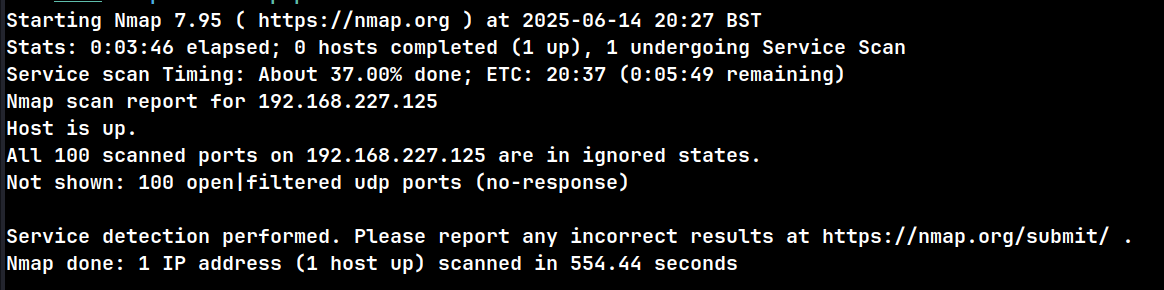 Starting Nmap 7.95 ( https://nmap.org ) at 2025-06-14 20:27 BST
Stats: 0:03:46 elapsed; 0 hosts completed (1 up), 1 undergoing Service Scan
Service scan Timing: About 37.00% done; ETC: 20:37 (0:05:49 remaining)
Nmap scan report for 192.168.227.125
Host is up.
All 100 scanned ports on 192.168.227.125 are in ignored states.
Not shown: 100 open|filtered udp ports (no-response)
Service detection performed. Please report any incorrect results at https://nmap.org/submit/ .
Nmap done: 1 IP address (1 host up) scanned in 554.44 seconds